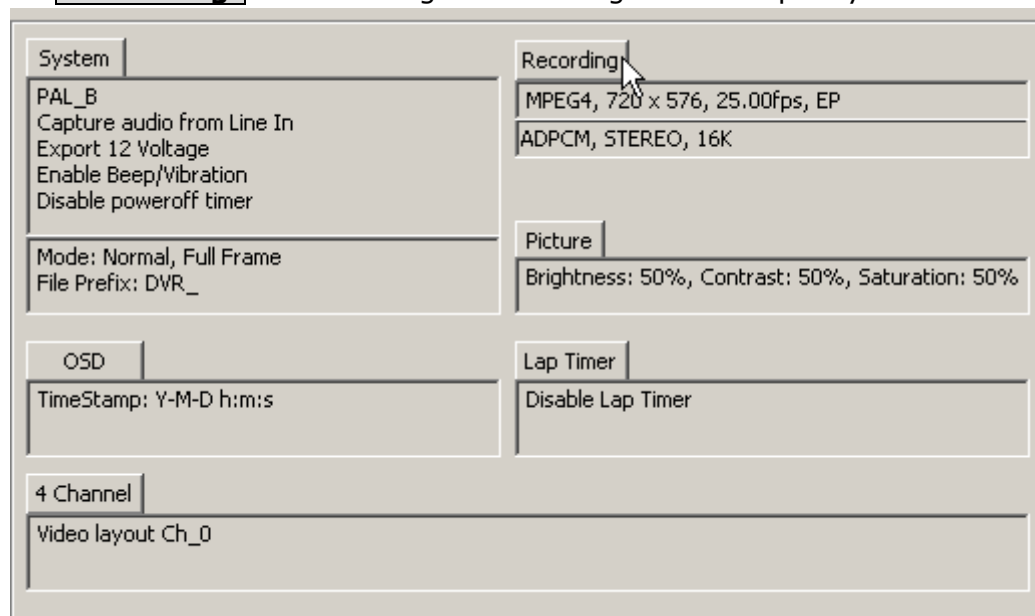 System
PAL_B
Capture audio from Line In
Export 12 Voltage
Enable Beep/Vibration
Disable poweroff timer
Mode: Normal, Full Frame
File Prefix: DVR_
Recording
MPEG4, 720 x 576, 25.00fps, EP
ADPCM, STEREO, 16K
Picture
Brightness: 50%, Contrast: 50%, Saturation: 50%
OSD
TimeStamp: Y-M-D h:m:s
Lap Timer
Disable Lap Timer
4 Channel
Video layout Ch_0